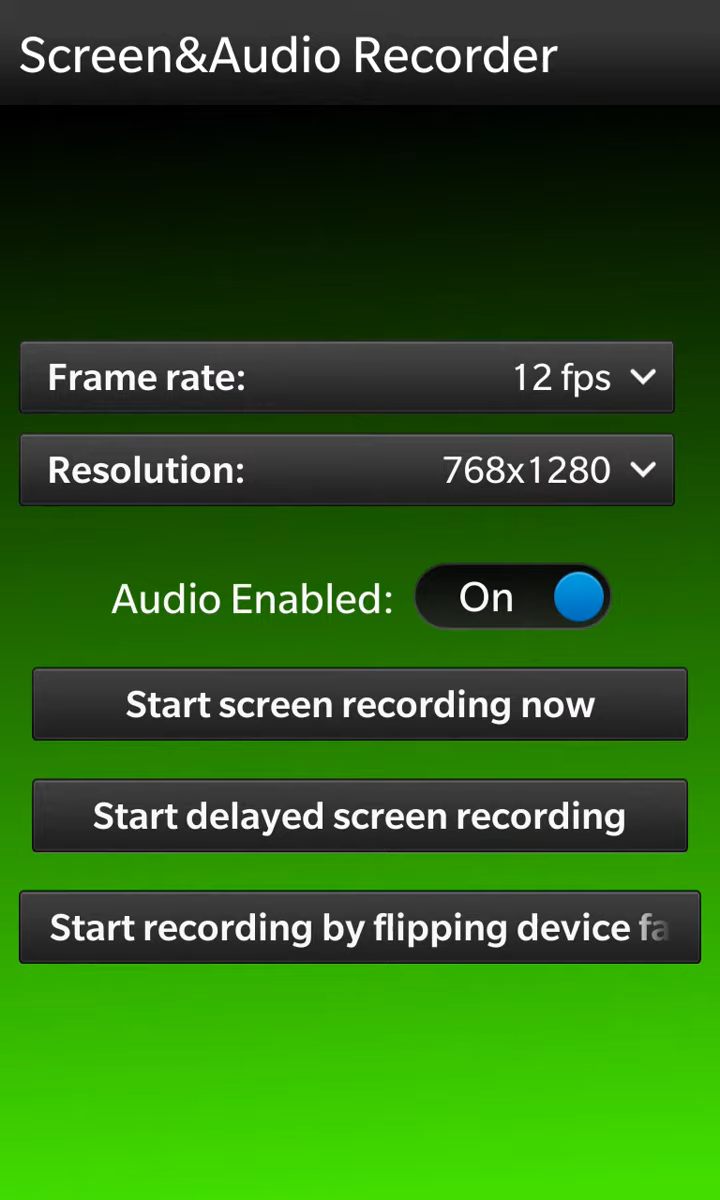 Screen&Audio Recorder
Frame rate: 12 fps
Resolution: 768x1280
Audio Enabled: On
Start screen recording now
Start delayed screen recording
Start recording by flipping device fa